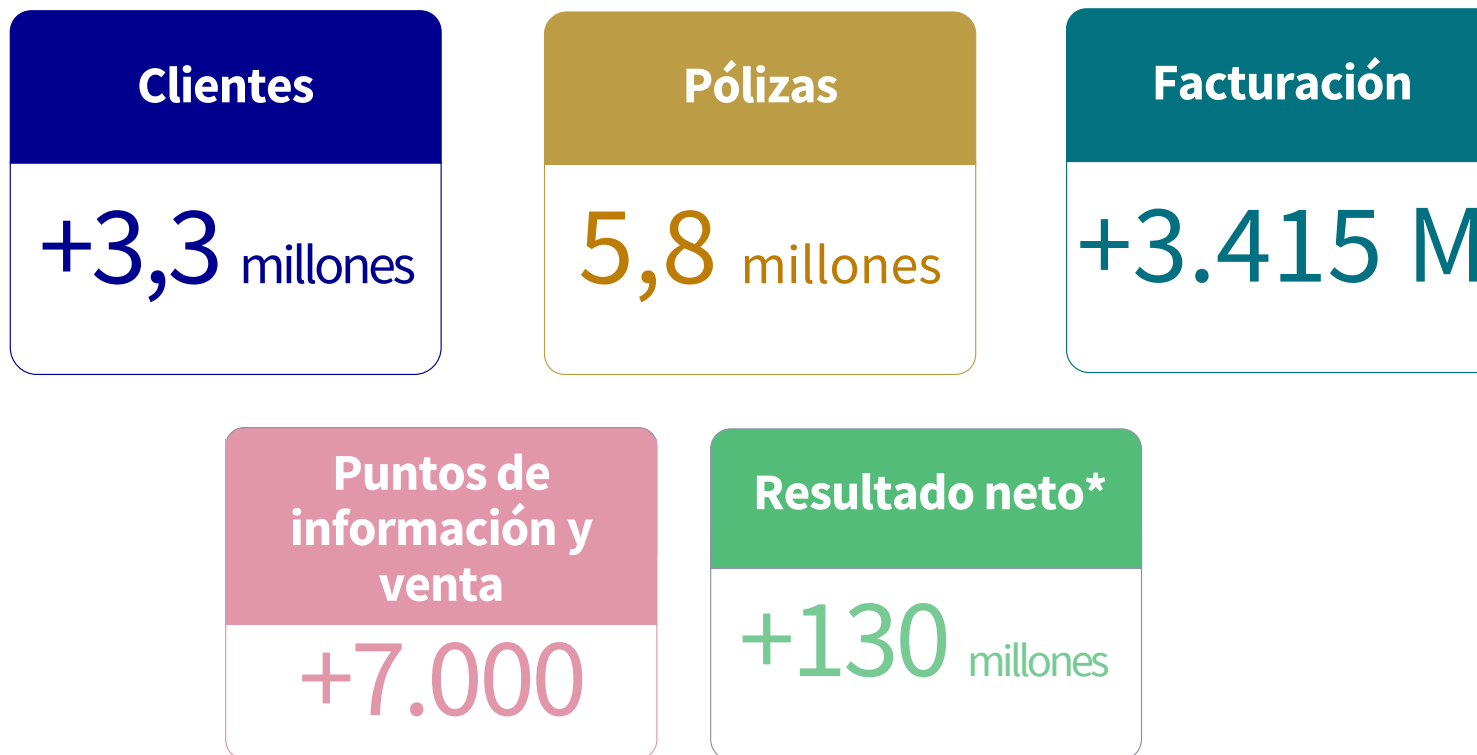 Clientes
+3,3 millones
Pólizas
5,8 millones
Facturación
+3.415 M
Puntos de
información y
venta
+7.000
Resultado neto*
+130 millones